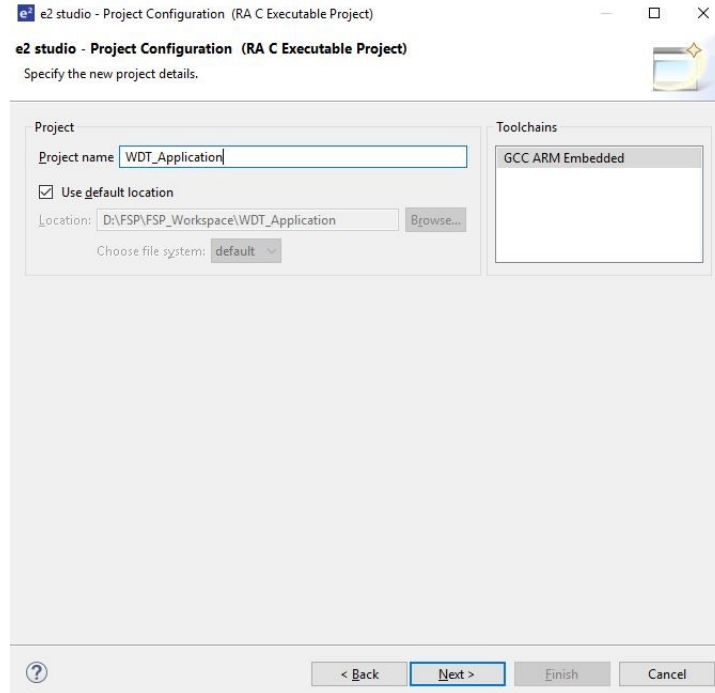 e² e2 studio - Project Configuration (RA C Executable Project)
e2 studio - Project Configuration (RA C Executable Project)
Specify the new project details.
Project
Project name WDT_Application
Use default location
Location: D:\FSP\FSP_Workspace\WDT_Application Browse...
Choose file system: default
Toolchains
GCC ARM Embedded
? < Back Next > Finish Cancel